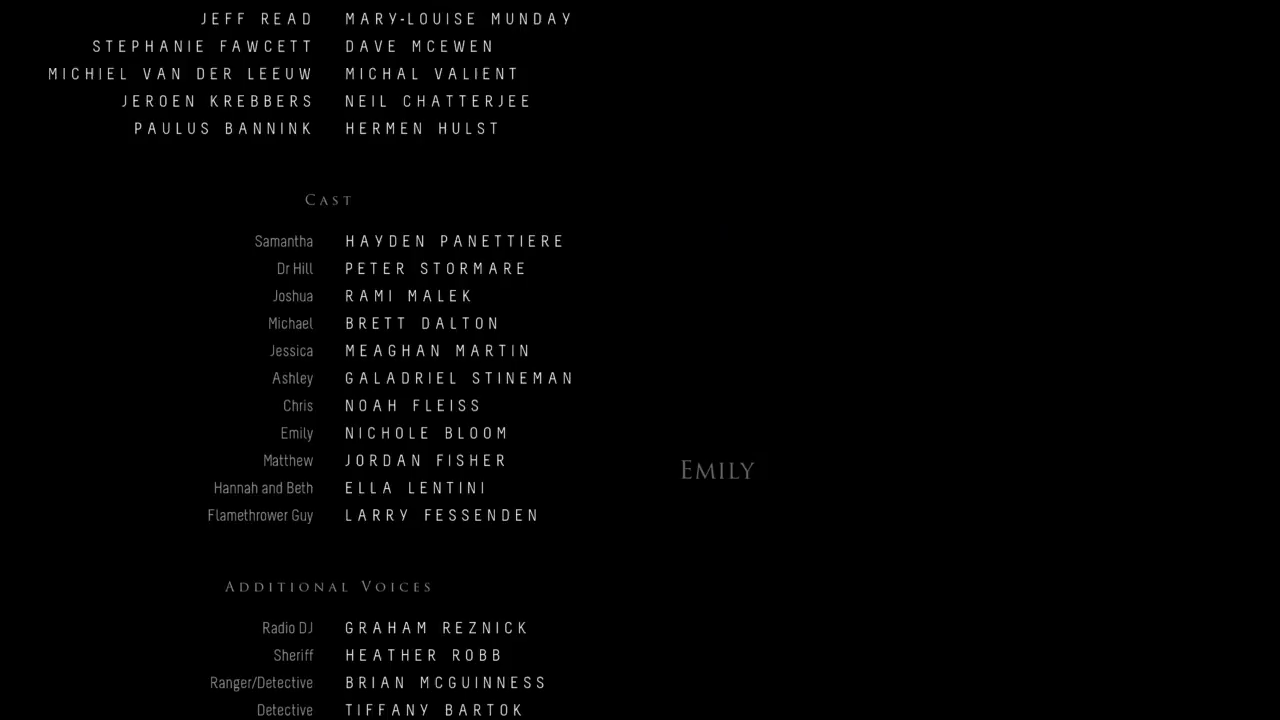 JEFF READ MARY-LOUISE MUNDAY
STEPHANIE FAWCETT DAVE MCEWEN
MICHIEL VAN DER LEEUW MICHAL VALIENT
JEROEN KREBBERS NEIL CHATTERJEE
PAULUS BANNINK HERMEN HULST
CAST
Samantha HAYDEN PANETTIERE
Dr Hill PETER STORMARE
Joshua RAMI MALEK
Michael BRETT DALTON
Jessica MEAGHAN MARTIN
Ashley GALADRIEL STINEMAN
Chris NOAH FLEISS
Emily NICHOLE BLOOM
Matthew JORDAN FISHER
Hannah and Beth ELLA LENTINI
Flamethrower Guy LARRY FESSENDEN
EMILY
ADDITIONAL VOICES
Radio DJ GRAHAM REZNICK
Sheriff HEATHER ROBB
Ranger/Detective BRIAN MCGUINNESS
Detective TIFFANY BARTOK